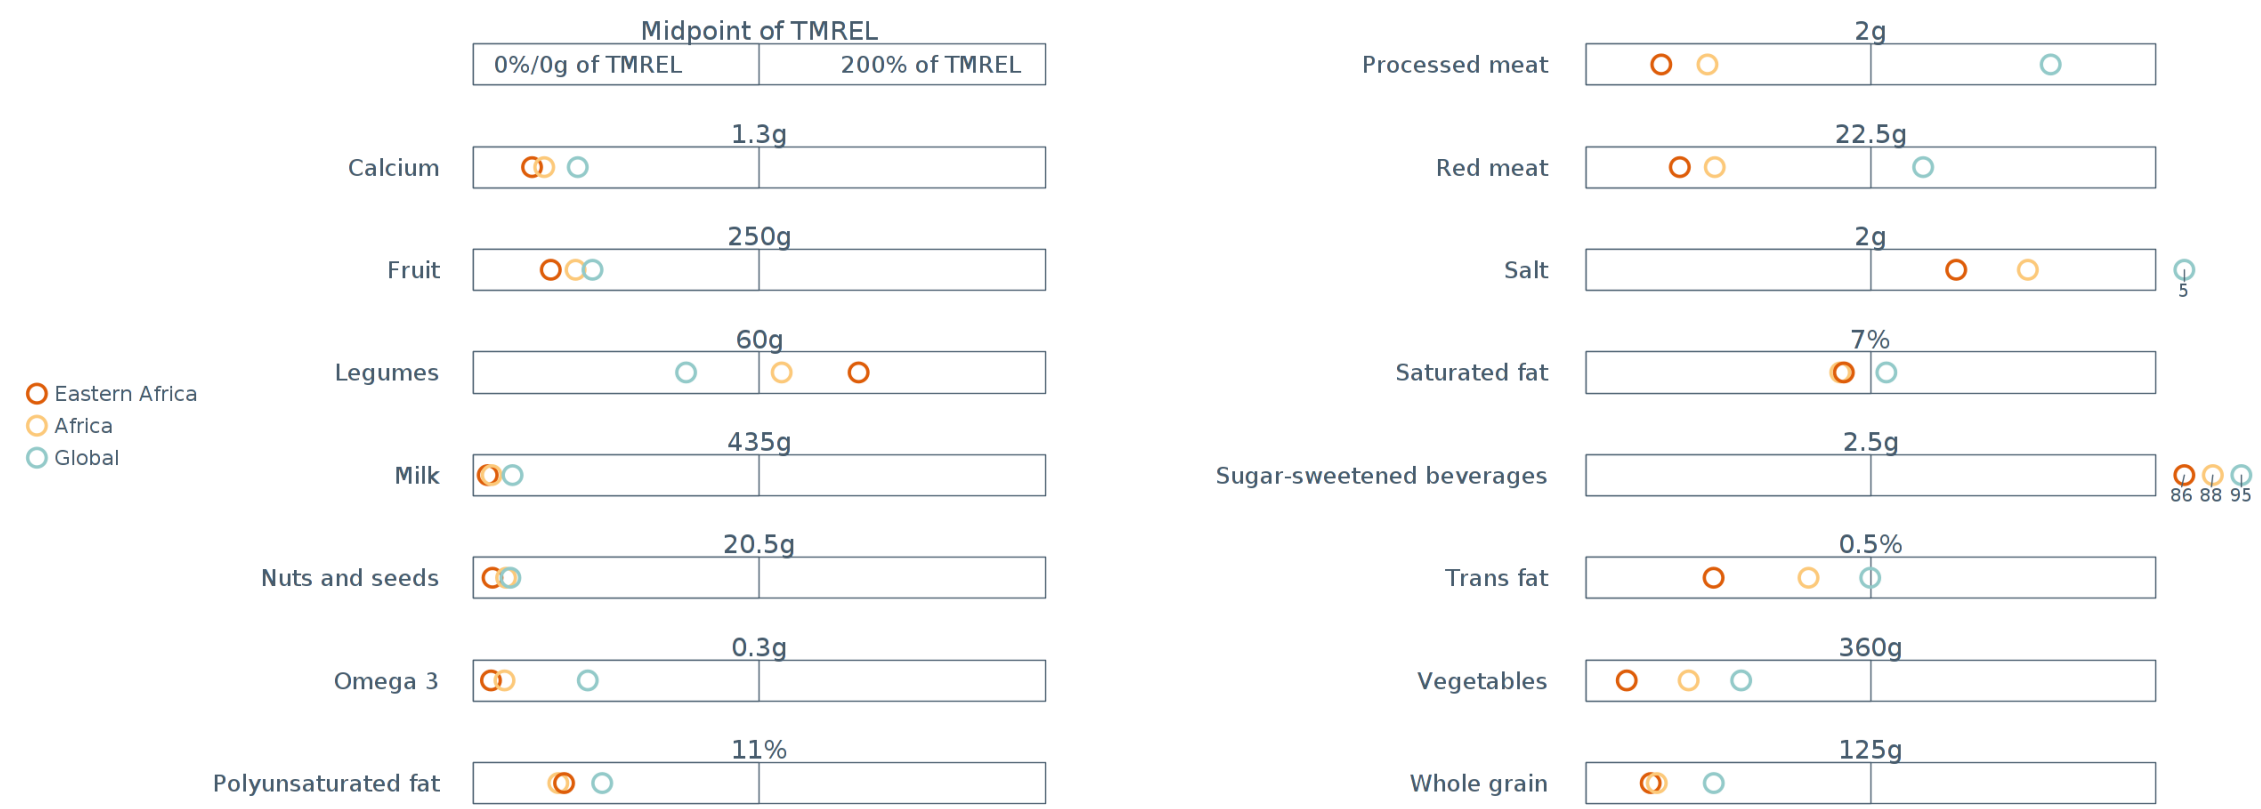 Midpoint of TMREL
0%/0g of TMREL 200% of TMREL
1.3g
Calcium
250g
Fruit
60g
Legumes
435g
Milk
20.5g
Nuts and seeds
0.3g
Omega 3
11%
Polyunsaturated fat
Eastern Africa
Africa
Global
2g
Processed meat
22.5g
Red meat
2g
Salt
5
7%
Saturated fat
2.5g
Sugar-sweetened beverages
86 88 95
0.5%
Trans fat
360g
Vegetables
125g
Whole grain